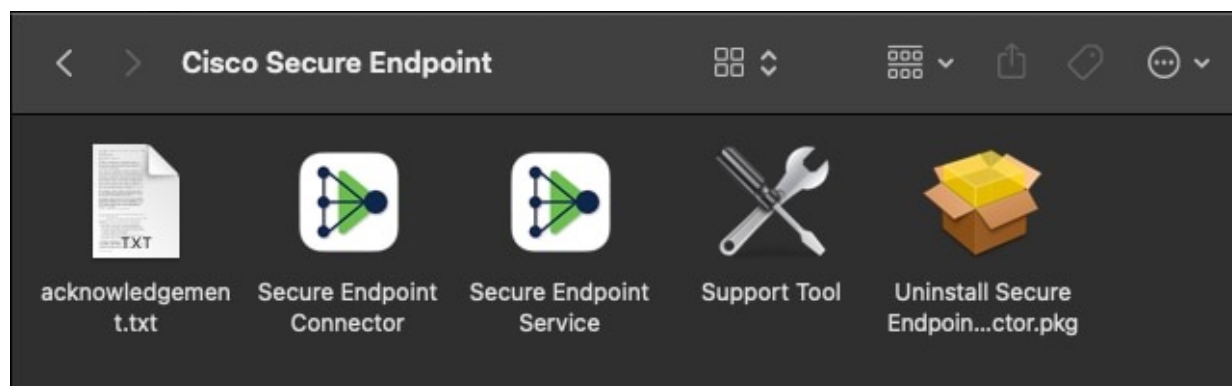 Cisco Secure Endpoint
TXT
acknowledgemen
t.txt
Secure Endpoint
Connector
Secure Endpoint
Service
Support Tool
Uninstall Secure
Endpoin...ctor.pkg